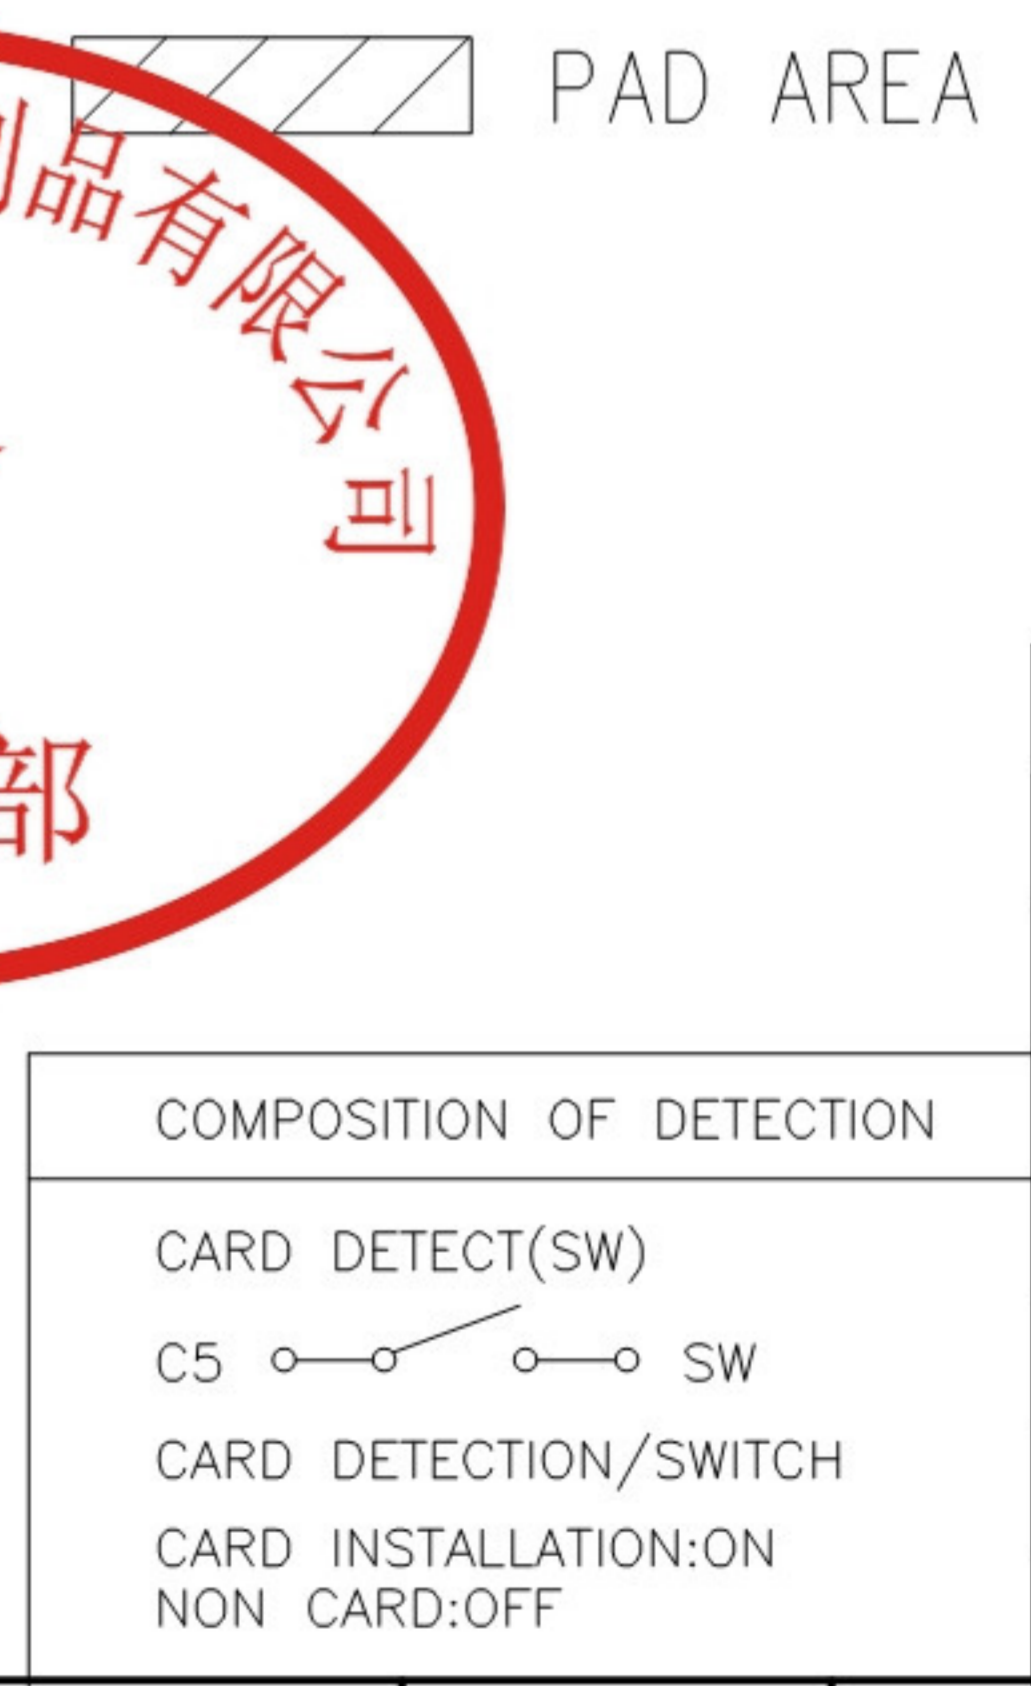 PAD AREA
品有限公司
部
COMPOSITION OF DETECTION
CARD DETECT(SW)
C5 SW
CARD DETECTION/SWITCH
CARD INSTALLATION:ON
NON CARD:OFF